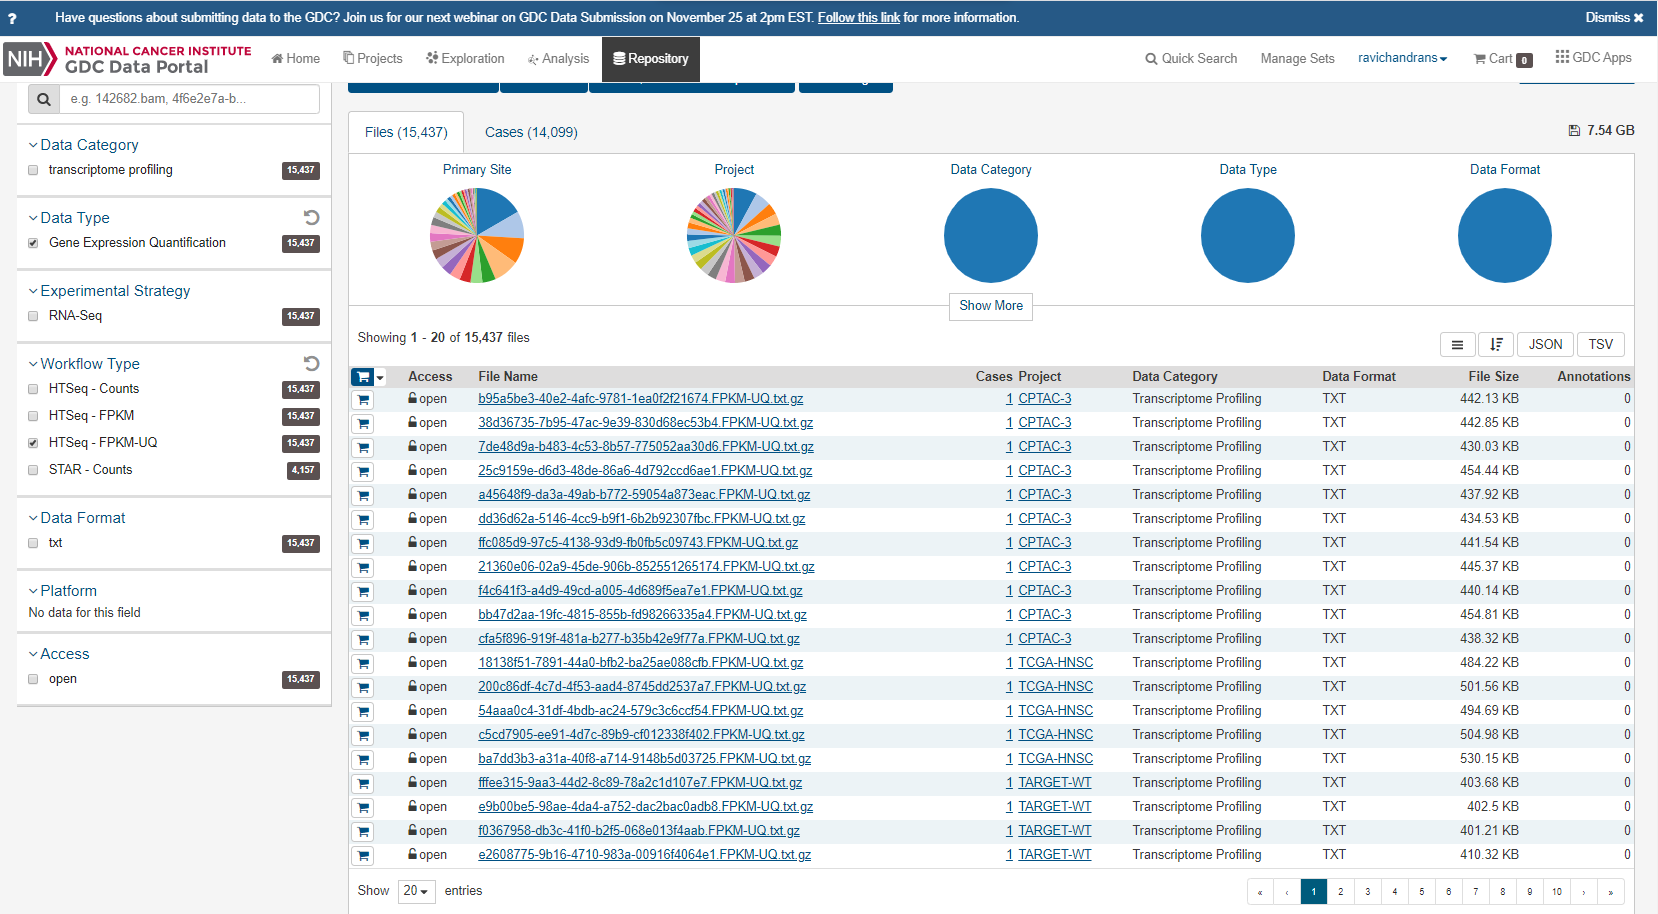 ? Have questions about submitting data to the GDC? Join us for our next webinar on GDC Data Submission on November 25 at 2pm EST. Follow this link for more information. Dismiss ✖
NIH NATIONAL CANCER INSTITUTE
GDC Data Portal
Home Projects Exploration Analysis Repository Quick Search Manage Sets ravichandrans Cart 0 GDC Apps
e.g. 142682.bam, 4f6e2e7a-b...
Data Category
transcriptome profiling 15,437
Data Type
Gene Expression Quantification 15,437
Experimental Strategy
RNA-Seq 15,437
Workflow Type
HTSeq - Counts 15,437
HTSeq - FPKM 15,437
HTSeq - FPKM-UQ 15,437
STAR - Counts 4,157
Data Format
txt 15,437
Platform
No data for this field
Access
open 15,437
Files (15,437) Cases (14,099) 7.54 GB
Primary Site Project Data Category Data Type Data Format
Show More
Showing 1 - 20 of 15,437 files
JSON TSV
Access File Name Cases Project Data Category Data Format File Size Annotations
open b95a5be3-40e2-4afc-9781-1ea0f2f21674.FPKM-UQ.txt.gz 1 CPTAC-3 Transcriptome Profiling TXT 442.13 KB 0
open 38d36735-7b95-47ac-9e39-830d68ec53b4.FPKM-UQ.txt.gz 1 CPTAC-3 Transcriptome Profiling TXT 442.85 KB 0
open 7de48d9a-b483-4c53-8b57-775052aa30d6.FPKM-UQ.txt.gz 1 CPTAC-3 Transcriptome Profiling TXT 430.03 KB 0
open 25c9159e-d6d3-48de-86a6-4d792ccd6ae1.FPKM-UQ.txt.gz 1 CPTAC-3 Transcriptome Profiling TXT 454.44 KB 0
open a45648f9-da3a-49ab-b772-59054a873eac.FPKM-UQ.txt.gz 1 CPTAC-3 Transcriptome Profiling TXT 437.92 KB 0
open dd36d62a-5146-4cc9-b9f1-6b2b92307fbc.FPKM-UQ.txt.gz 1 CPTAC-3 Transcriptome Profiling TXT 434.53 KB 0
open ffc085d9-97c5-4138-93d9-fb0fb5c09743.FPKM-UQ.txt.gz 1 CPTAC-3 Transcriptome Profiling TXT 441.54 KB 0
open 21360e06-02a9-45de-906b-852551265174.FPKM-UQ.txt.gz 1 CPTAC-3 Transcriptome Profiling TXT 445.37 KB 0
open f4c641f3-a4d9-49cd-a005-4d689f5ea7e1.FPKM-UQ.txt.gz 1 CPTAC-3 Transcriptome Profiling TXT 440.14 KB 0
open bb47d2aa-19fc-4815-855b-fd98266335a4.FPKM-UQ.txt.gz 1 CPTAC-3 Transcriptome Profiling TXT 454.81 KB 0
open cfa5f896-919f-481a-b277-b35b42e9f77a.FPKM-UQ.txt.gz 1 CPTAC-3 Transcriptome Profiling TXT 438.32 KB 0
open 18138f51-7891-44a0-bfb2-ba25ae088cfb.FPKM-UQ.txt.gz 1 TCGA-HNSC Transcriptome Profiling TXT 484.22 KB 0
open 200c86df-4c7d-4f53-aad4-8745dd2537a7.FPKM-UQ.txt.gz 1 TCGA-HNSC Transcriptome Profiling TXT 501.56 KB 0
open 54aaa0c4-31df-4bdb-ac24-579c3c6ccf54.FPKM-UQ.txt.gz 1 TCGA-HNSC Transcriptome Profiling TXT 494.69 KB 0
open c5cd7905-ee91-4d7c-89b9-cf012338f402.FPKM-UQ.txt.gz 1 TCGA-HNSC Transcriptome Profiling TXT 504.98 KB 0
open ba7dd3b3-a31a-40f8-a714-9148b5d03725.FPKM-UQ.txt.gz 1 TCGA-HNSC Transcriptome Profiling TXT 530.15 KB 0
open fffee315-9aa3-44d2-8c89-78a2c1d107e7.FPKM-UQ.txt.gz 1 TARGET-WT Transcriptome Profiling TXT 403.68 KB 0
open e9b00be5-98ae-4da4-a752-dac2bac0adb8.FPKM-UQ.txt.gz 1 TARGET-WT Transcriptome Profiling TXT 402.5 KB 0
open f0367958-db3c-41f0-b2f5-068e013f4aab.FPKM-UQ.txt.gz 1 TARGET-WT Transcriptome Profiling TXT 401.21 KB 0
open e2608775-9b16-4710-983a-00916f4064e1.FPKM-UQ.txt.gz 1 TARGET-WT Transcriptome Profiling TXT 410.32 KB 0
Show 20 entries « ‹ 1 2 3 4 5 6 7 8 9 10 › »